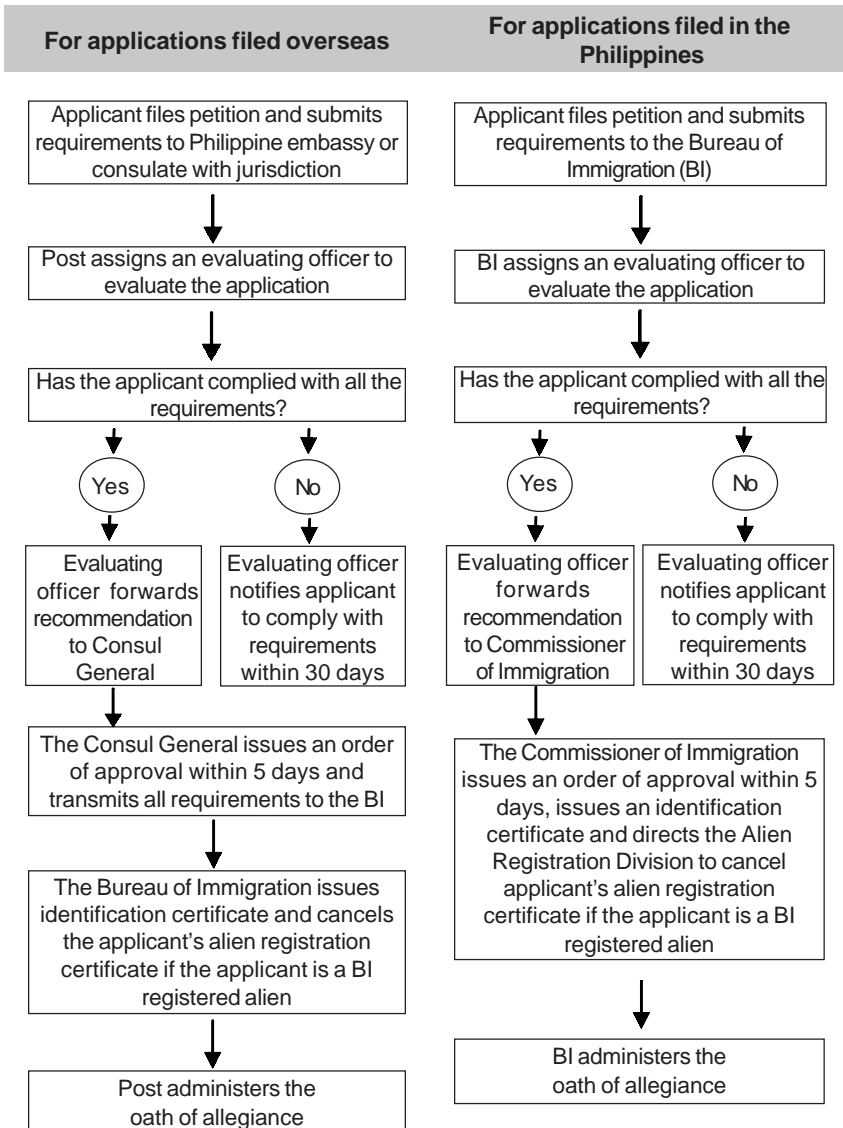 For applications filed overseas
Applicant files petition and submits
requirements to Philippine embassy or
consulate with jurisdiction
Post assigns an evaluating officer to
evaluate the application
Has the applicant complied with all the
requirements?
Yes
No
Evaluating
officer forwards
recommendation
to Consul
General
Evaluating officer
notifies applicant
to comply with
requirements
within 30 days
The Consul General issues an order
of approval within 5 days and
transmits all requirements to the BI
The Bureau of Immigration issues
identification certificate and cancels
the applicant's alien registration
certificate if the applicant is a BI
registered alien
Post administers the
oath of allegiance
For applications filed in the
Philippines
Applicant files petition and submits
requirements to the Bureau of
Immigration (BI)
BI assigns an evaluating officer to
evaluate the application
Has the applicant complied with all the
requirements?
Yes
No
Evaluating officer
forwards
recommendation
to Commissioner
of Immigration
Evaluating officer
notifies applicant
to comply with
requirements
within 30 days
The Commissioner of Immigration
issues an order of approval within 5
days, issues an identification
certificate and directs the Alien
Registration Division to cancel
applicant's alien registration
certificate if the applicant is a BI
registered alien
BI administers the
oath of allegiance